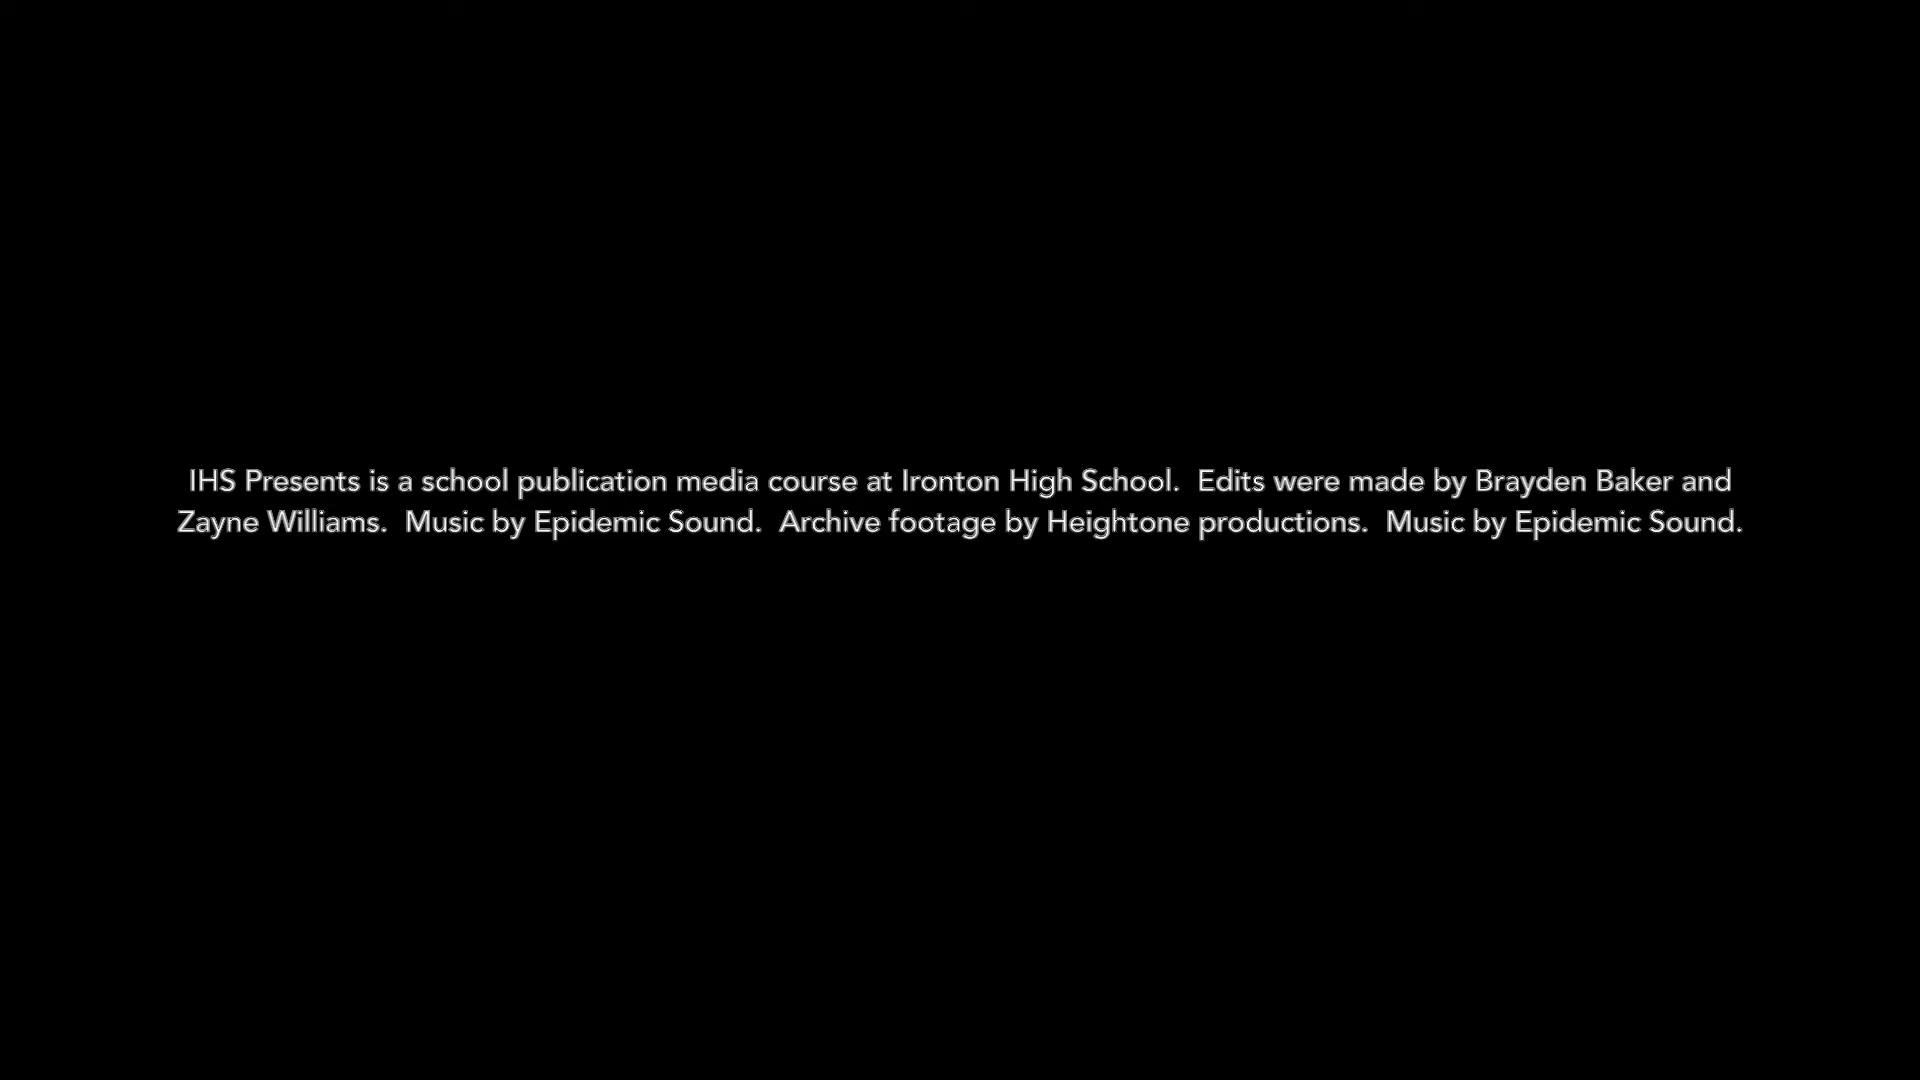 IHS Presents is a school publication media course at Ironton High School.  Edits were made by Brayden Baker and
Zayne Williams.  Music by Epidemic Sound.  Archive footage by Heightone productions.  Music by Epidemic Sound.